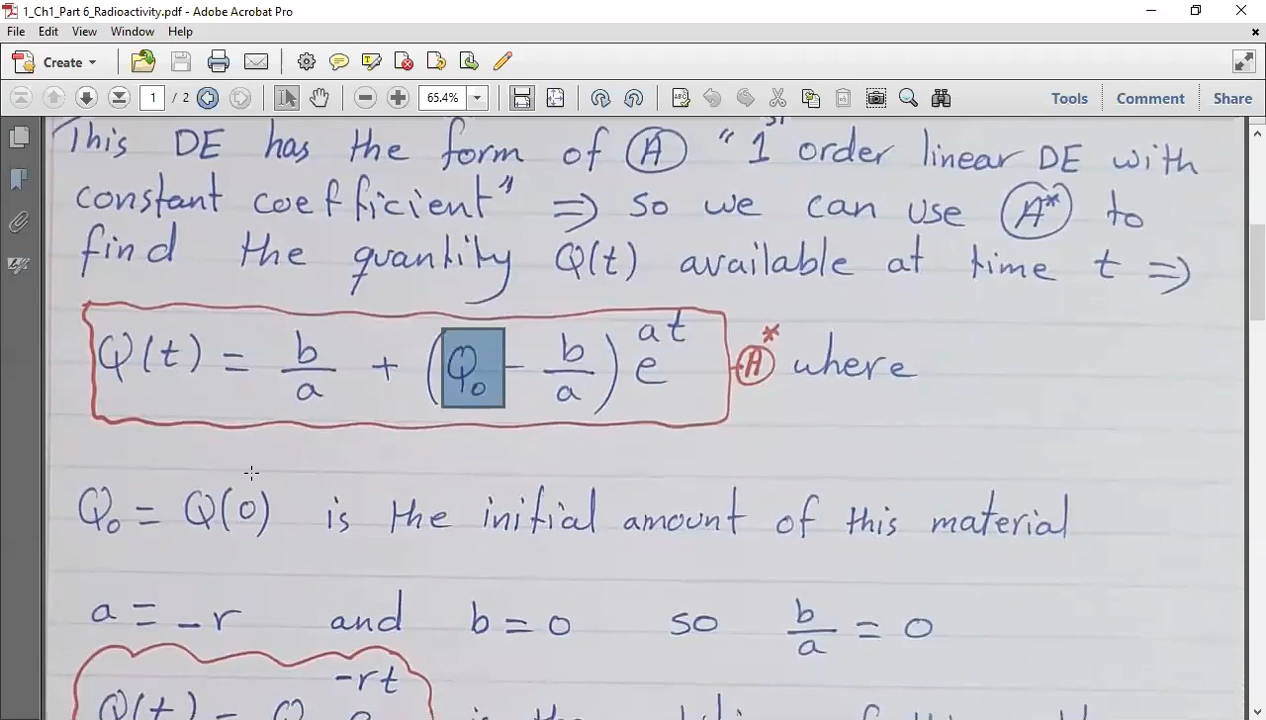 1_Ch1_Part 6_Radioactivity.pdf - Adobe Acrobat Pro
File Edit View Window Help
Create
1 / 2 65.4% Tools Comment Share
This DE has the form of (A) "1st order linear DE with
constant coefficient" => so we can use (A*) to
find the quantity Q(t) available at time t =>
Q(t) = b/a + (Q₀ - b/a) e^at (A)* where
Q₀ = Q(0) is the initial amount of this material
a = -r and b = 0 so b/a = 0
Q(t) = Q e^-rt is the